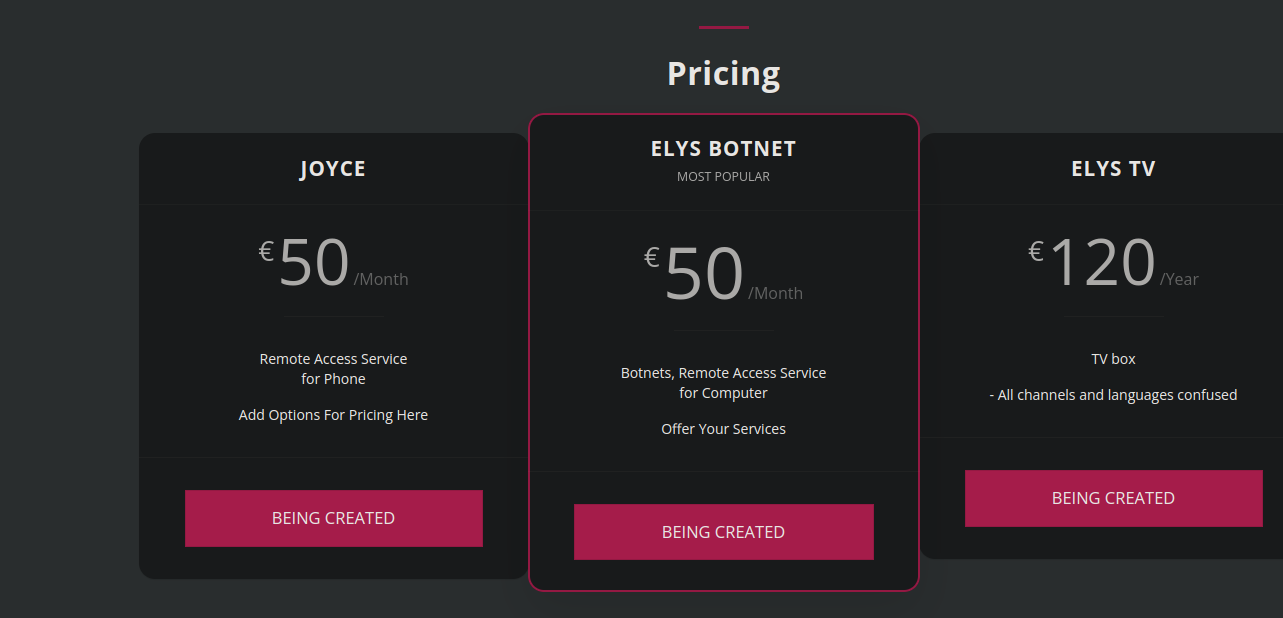 Pricing
JOYCE
€50/Month
Remote Access Service
for Phone
Add Options For Pricing Here
BEING CREATED
ELYS BOTNET
MOST POPULAR
€50/Month
Botnets, Remote Access Service
for Computer
Offer Your Services
BEING CREATED
ELYS TV
€120/Year
TV box
- All channels and languages confused
BEING CREATED